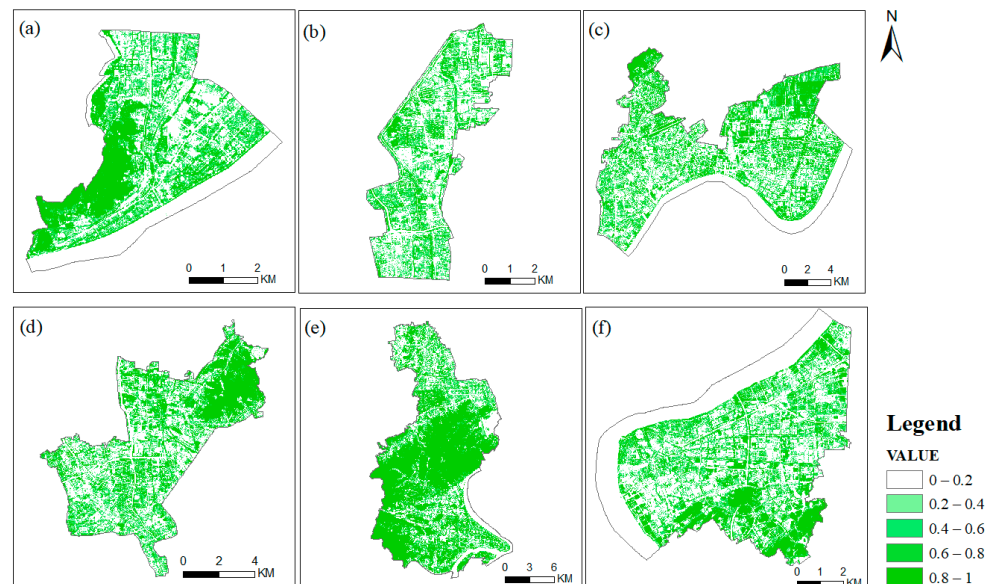 (a)
0 1 2
KM
(b)
0 1 2
KM
(c)
0 2 4
KM
N
(d)
0 2 4
KM
(e)
0 3 6
KM
(f)
0 1 2
KM
Legend
VALUE
0 – 0.2
0.2 – 0.4
0.4 – 0.6
0.6 – 0.8
0.8 – 1